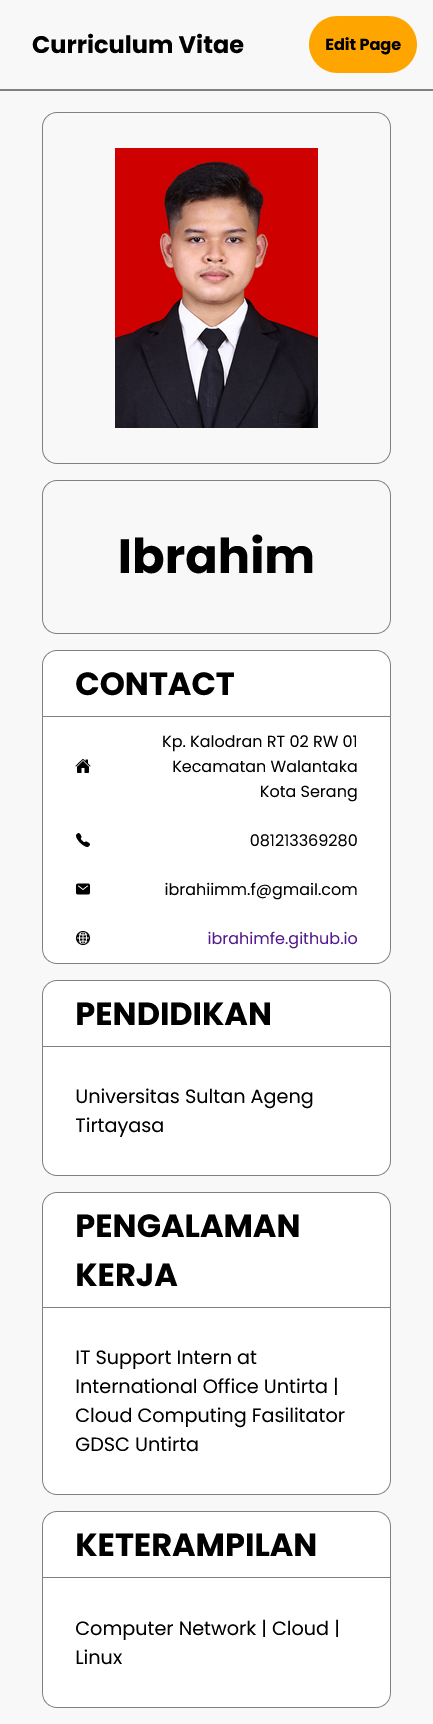 Curriculum Vitae
Edit Page
Ibrahim
CONTACT
Kp. Kalodran RT 02 RW 01
Kecamatan Walantaka
Kota Serang
081213369280
ibrahiimm.f@gmail.com
ibrahimfe.github.io
PENDIDIKAN
Universitas Sultan Ageng
Tirtayasa
PENGALAMAN
KERJA
IT Support Intern at
International Office Untirta |
Cloud Computing Fasilitator
GDSC Untirta
KETERAMPILAN
Computer Network | Cloud |
Linux